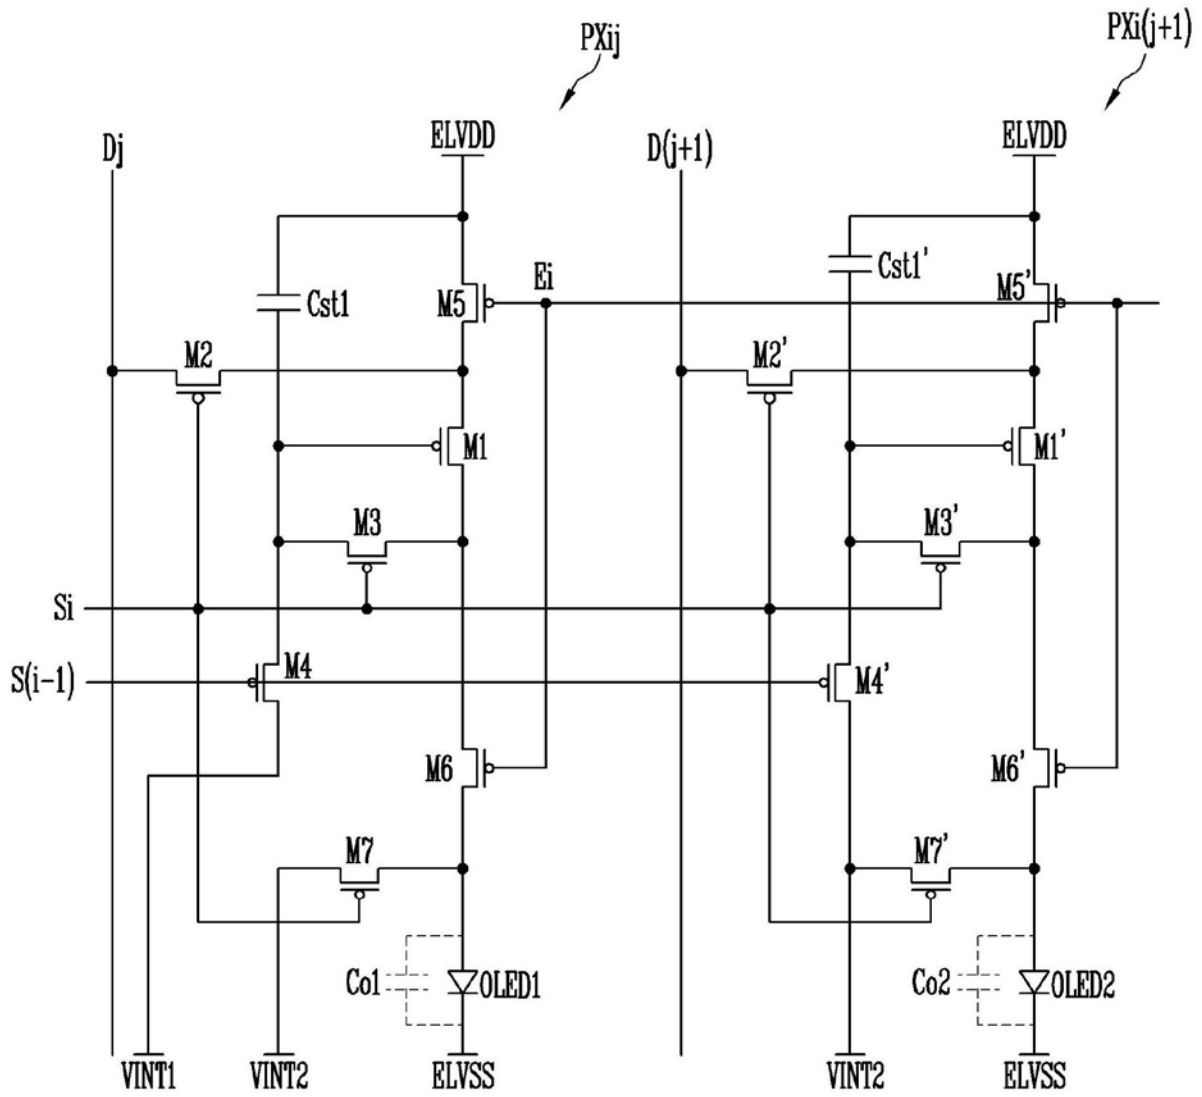 PXij
PXi(j+1)
Dj
ELVDD
D(j+1)
ELVDD
Cst1
M5
Ei
Cst1'
M5'
M2
M2'
M1
M1'
M3
M3'
Si
S(i-1)
M4
M4'
M6
M6'
M7
M7'
Co1
OLED1
Co2
OLED2
VINT1
VINT2
ELVSS
VINT2
ELVSS